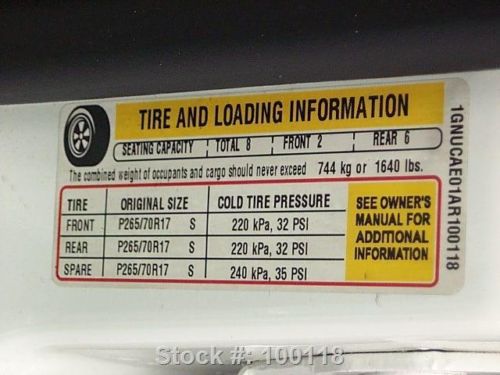 TIRE AND LOADING INFORMATION
SEATING CAPACITY TOTAL 8 FRONT 2 REAR 6
The combined weight of occupants and cargo should never exceed 744 kg or 1640 lbs.
TIRE ORIGINAL SIZE COLD TIRE PRESSURE
FRONT P265/70R17 S 220 kPa, 32 PSI
REAR P265/70R17 S 220 kPa, 32 PSI
SPARE P265/70R17 S 240 kPa, 35 PSI
SEE OWNER'S
MANUAL FOR
ADDITIONAL
INFORMATION
1GNUCAE01AR100118
Stock #: 100118